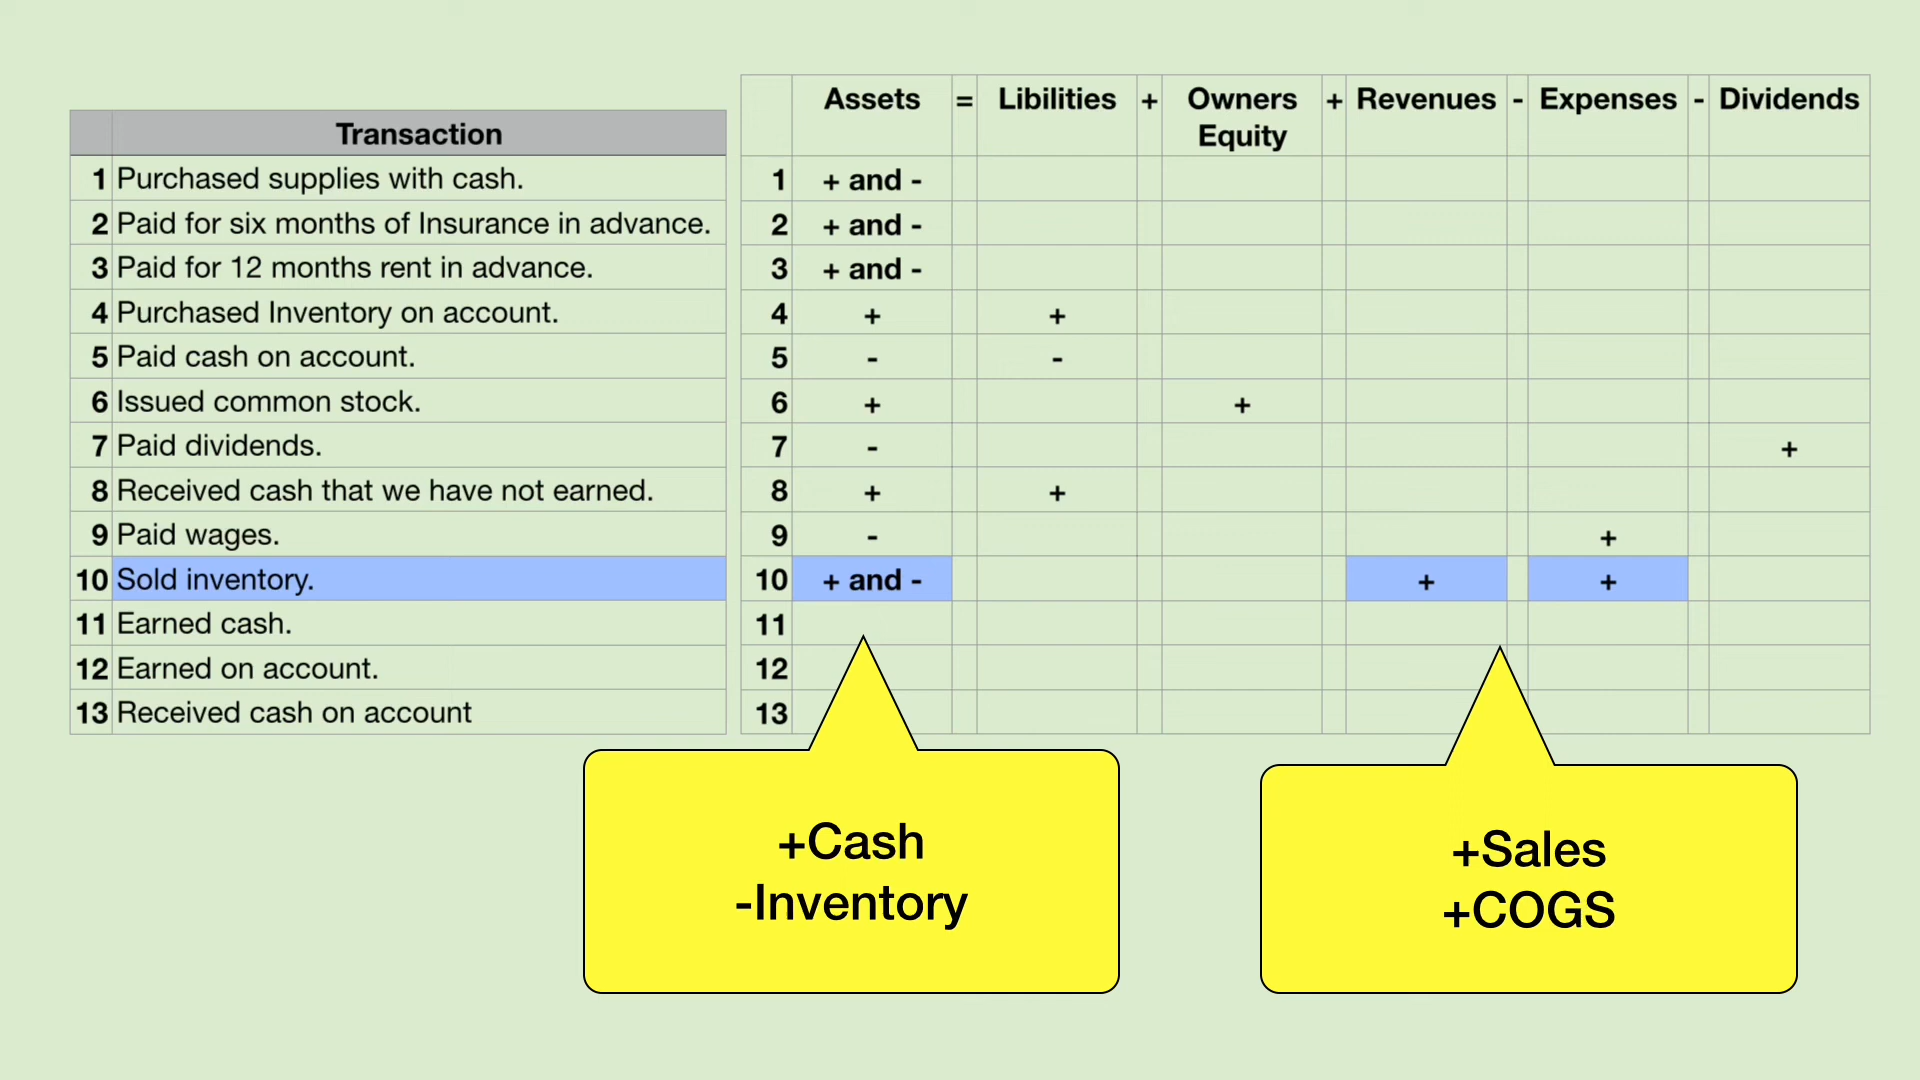 Transaction
1 Purchased supplies with cash.
2 Paid for six months of Insurance in advance.
3 Paid for 12 months rent in advance.
4 Purchased Inventory on account.
5 Paid cash on account.
6 Issued common stock.
7 Paid dividends.
8 Received cash that we have not earned.
9 Paid wages.
10 Sold inventory.
11 Earned cash.
12 Earned on account.
13 Received cash on account
Assets = Libilities + Owners + Revenues - Expenses - Dividends
Equity
1 + and -
2 + and -
3 + and -
4 + +
5 - -
6 + +
7 - +
8 + +
9 - +
10 + and - + +
11
12
13
+Cash
-Inventory
+Sales
+COGS